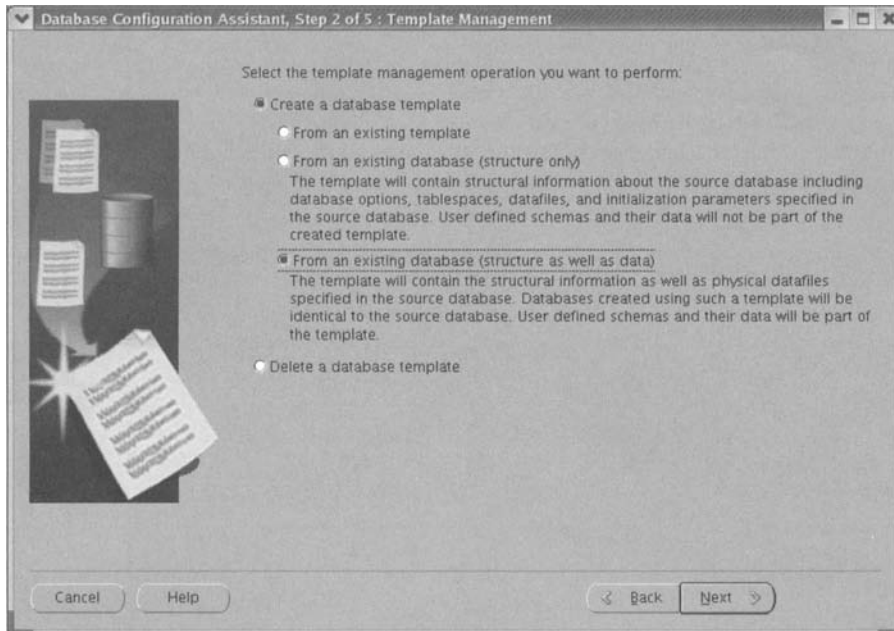 Database Configuration Assistant, Step 2 of 5 : Template Management
Select the template management operation you want to perform:
Create a database template
From an existing template
From an existing database (structure only)
The template will contain structural information about the source database including
database options, tablespaces, datafiles, and initialization parameters specified in
the source database. User defined schemas and their data will not be part of the
created template.
From an existing database (structure as well as data)
The template will contain the structural information as well as physical datafiles
specified in the source database. Databases created using such a template will be
identical to the source database. User defined schemas and their data will be part of
the template.
Delete a database template
Cancel
Help
Back
Next